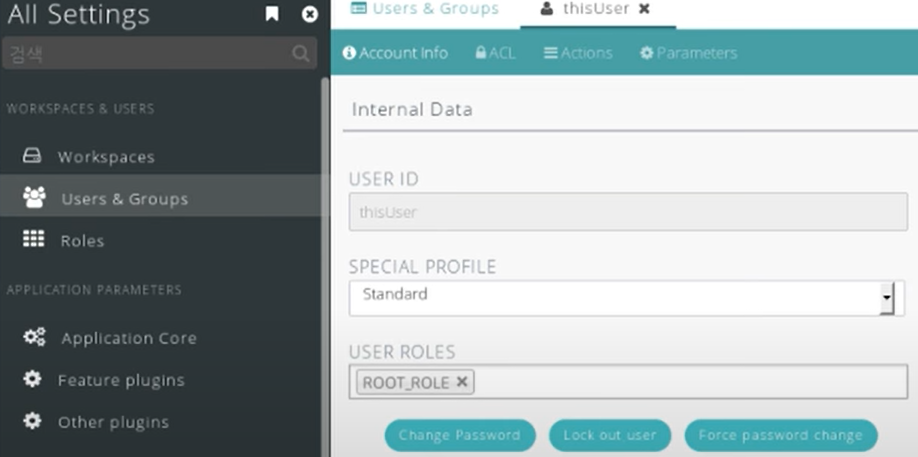 All Settings
검색
WORKSPACES & USERS
Workspaces
Users & Groups
Roles
APPLICATION PARAMETERS
Application Core
Feature plugins
Other plugins
Users & Groups
thisUser
Account Info
ACL
Actions
Parameters
Internal Data
USER ID
thisUser
SPECIAL PROFILE
Standard
USER ROLES
ROOT_ROLE
Change Password
Lock out user
Force password change